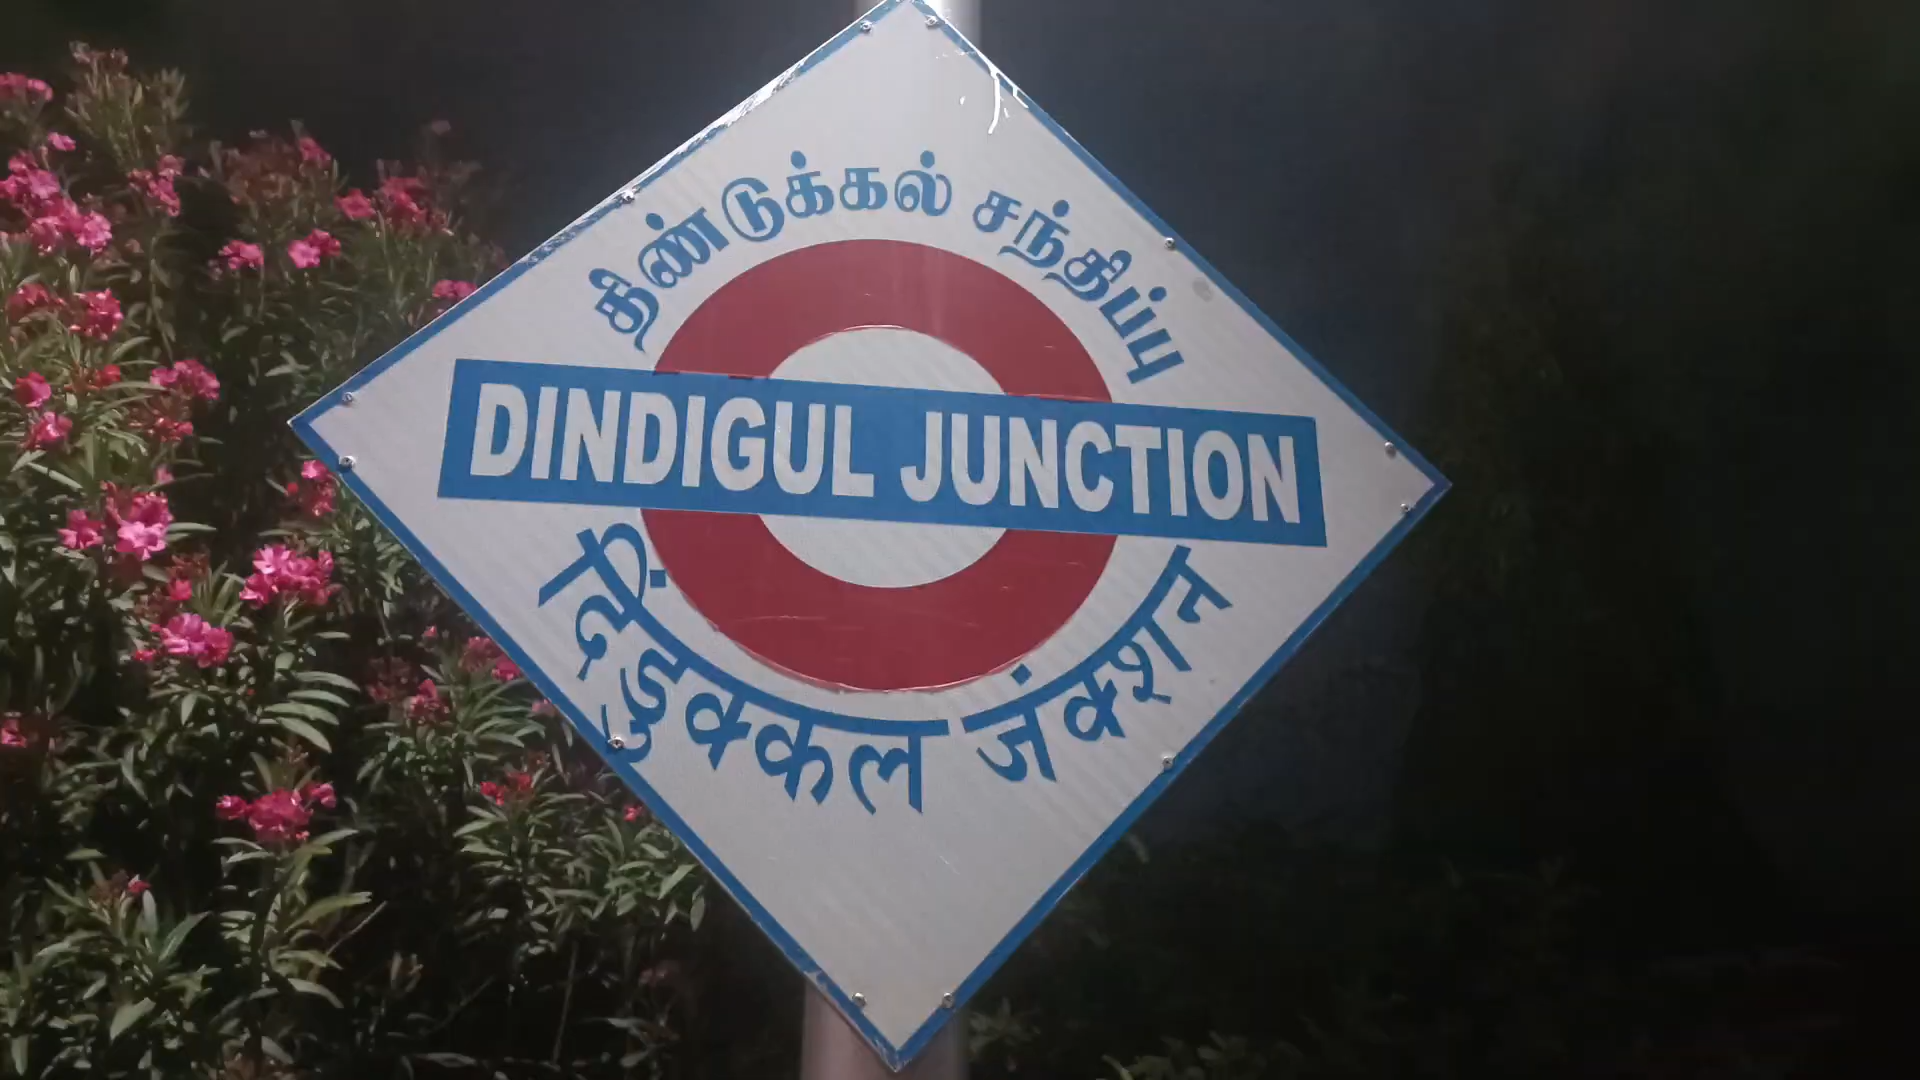 திண்டுக்கல் சந்திப்பு
DINDIGUL JUNCTION
दिंडुक्कल जंक्शन